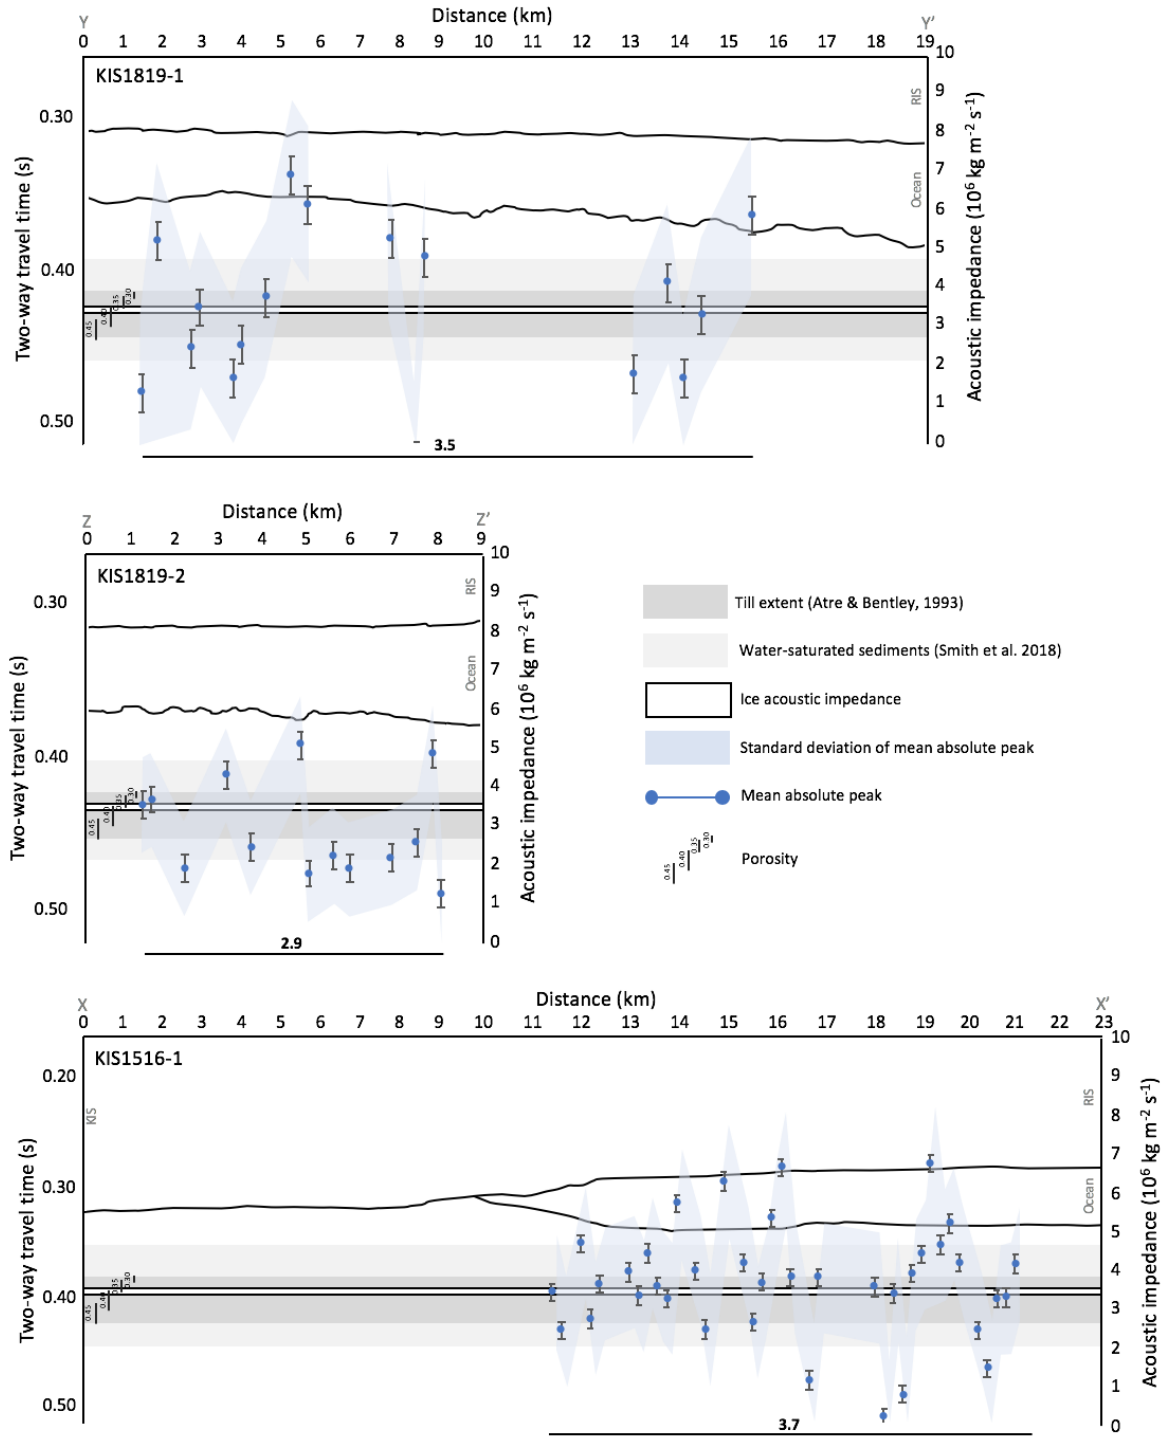 Distance (km)
Y Y'
0 1 2 3 4 5 6 7 8 9 10 11 12 13 14 15 16 17 18 19
KIS1819-1
Two-way travel time (s)
0.30
0.40
0.50
10
9
8
7
6
5
4
3
2
1
0
Acoustic impedance (10⁶ kg m⁻² s⁻¹)
RIS
Ocean
0.45 0.40 0.35 0.30
3.5
Distance (km)
Z Z'
0 1 2 3 4 5 6 7 8 9
KIS1819-2
Two-way travel time (s)
0.30
0.40
0.50
10
9
8
7
6
5
4
3
2
1
0
Acoustic impedance (10⁶ kg m⁻² s⁻¹)
RIS
Ocean
0.45 0.40 0.35 0.30
2.9
Till extent (Atre & Bentley, 1993)
Water-saturated sediments (Smith et al. 2018)
Ice acoustic impedance
Standard deviation of mean absolute peak
Mean absolute peak
0.45 0.40 0.35 0.30
Porosity
Distance (km)
X X'
0 1 2 3 4 5 6 7 8 9 10 11 12 13 14 15 16 17 18 19 20 21 22 23
KIS1516-1
Two-way travel time (s)
0.20
0.30
0.40
0.50
10
9
8
7
6
5
4
3
2
1
0
Acoustic impedance (10⁶ kg m⁻² s⁻¹)
KIS
RIS
Ocean
0.45 0.40 0.35 0.30
3.7